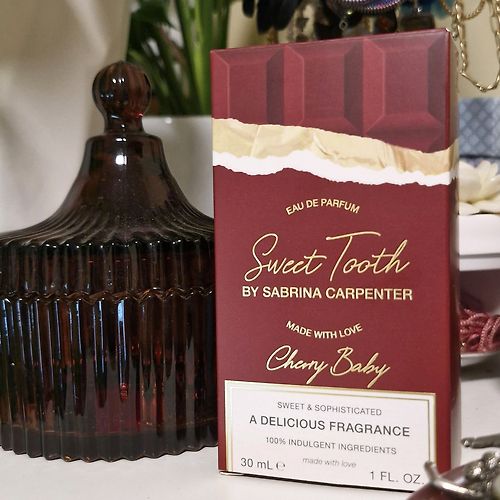 EAU DE PARFUM
Sweet Tooth
BY SABRINA CARPENTER
MADE WITH LOVE
Cherry Baby
SWEET & SOPHISTICATED
A DELICIOUS FRAGRANCE
100% INDULGENT INGREDIENTS
made with love
30 mL ℮ 1 FL. OZ.